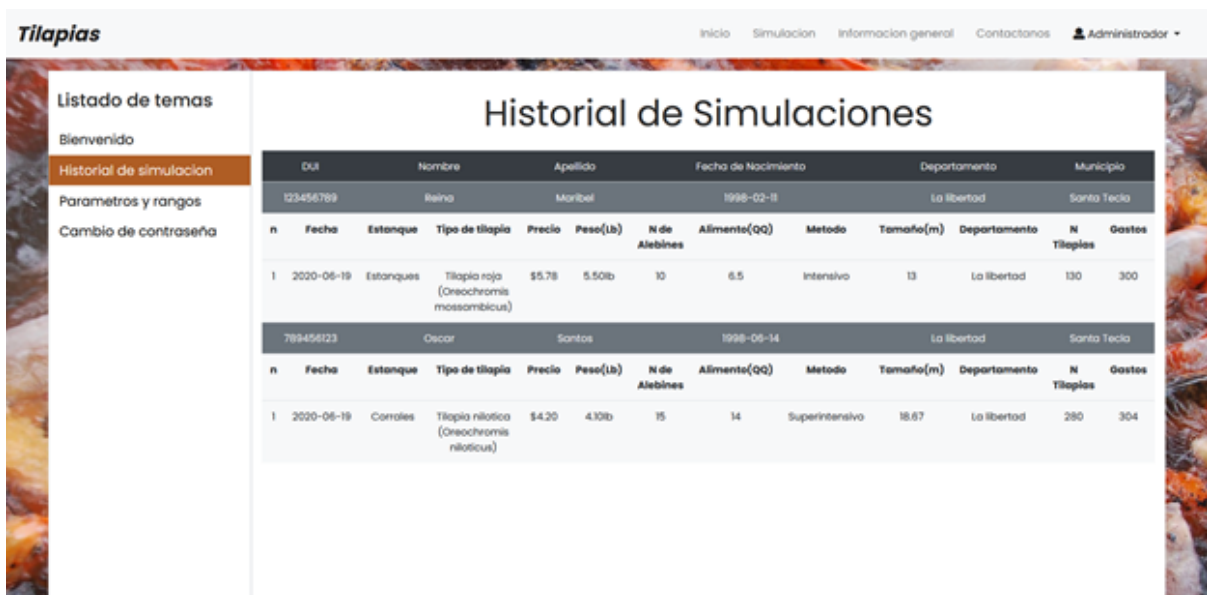 Tilapias
Inicio Simulacion Informacion general Contactanos Administrador
Listado de temas
Bienvenido
Historial de simulacion
Parametros y rangos
Cambio de contraseña
Historial de Simulaciones
DUI Nombre Apellido Fecha de Nacimiento Departamento Municipio
123456789 Reina Maribel 1998-02-11 La libertad Santa Tecla
n Fecha Estanque Tipo de tilapia Precio Peso(Lb) N de Alebines Alimento(QQ) Metodo Tamaño(m) Departamento N Tilapias Gastos
1 2020-06-19 Estanques Tilapia roja (Oreochromis mossambicus) $5.78 5.50lb 10 6.5 Intensivo 13 La libertad 130 300
789456123 Oscar Santos 1998-06-14 La libertad Santa Tecla
n Fecha Estanque Tipo de tilapia Precio Peso(Lb) N de Alebines Alimento(QQ) Metodo Tamaño(m) Departamento N Tilapias Gastos
1 2020-06-19 Corrales Tilapia nilotica (Oreochromis niloticus) $4.20 4.10lb 15 14 Superintensivo 18.67 La libertad 280 304